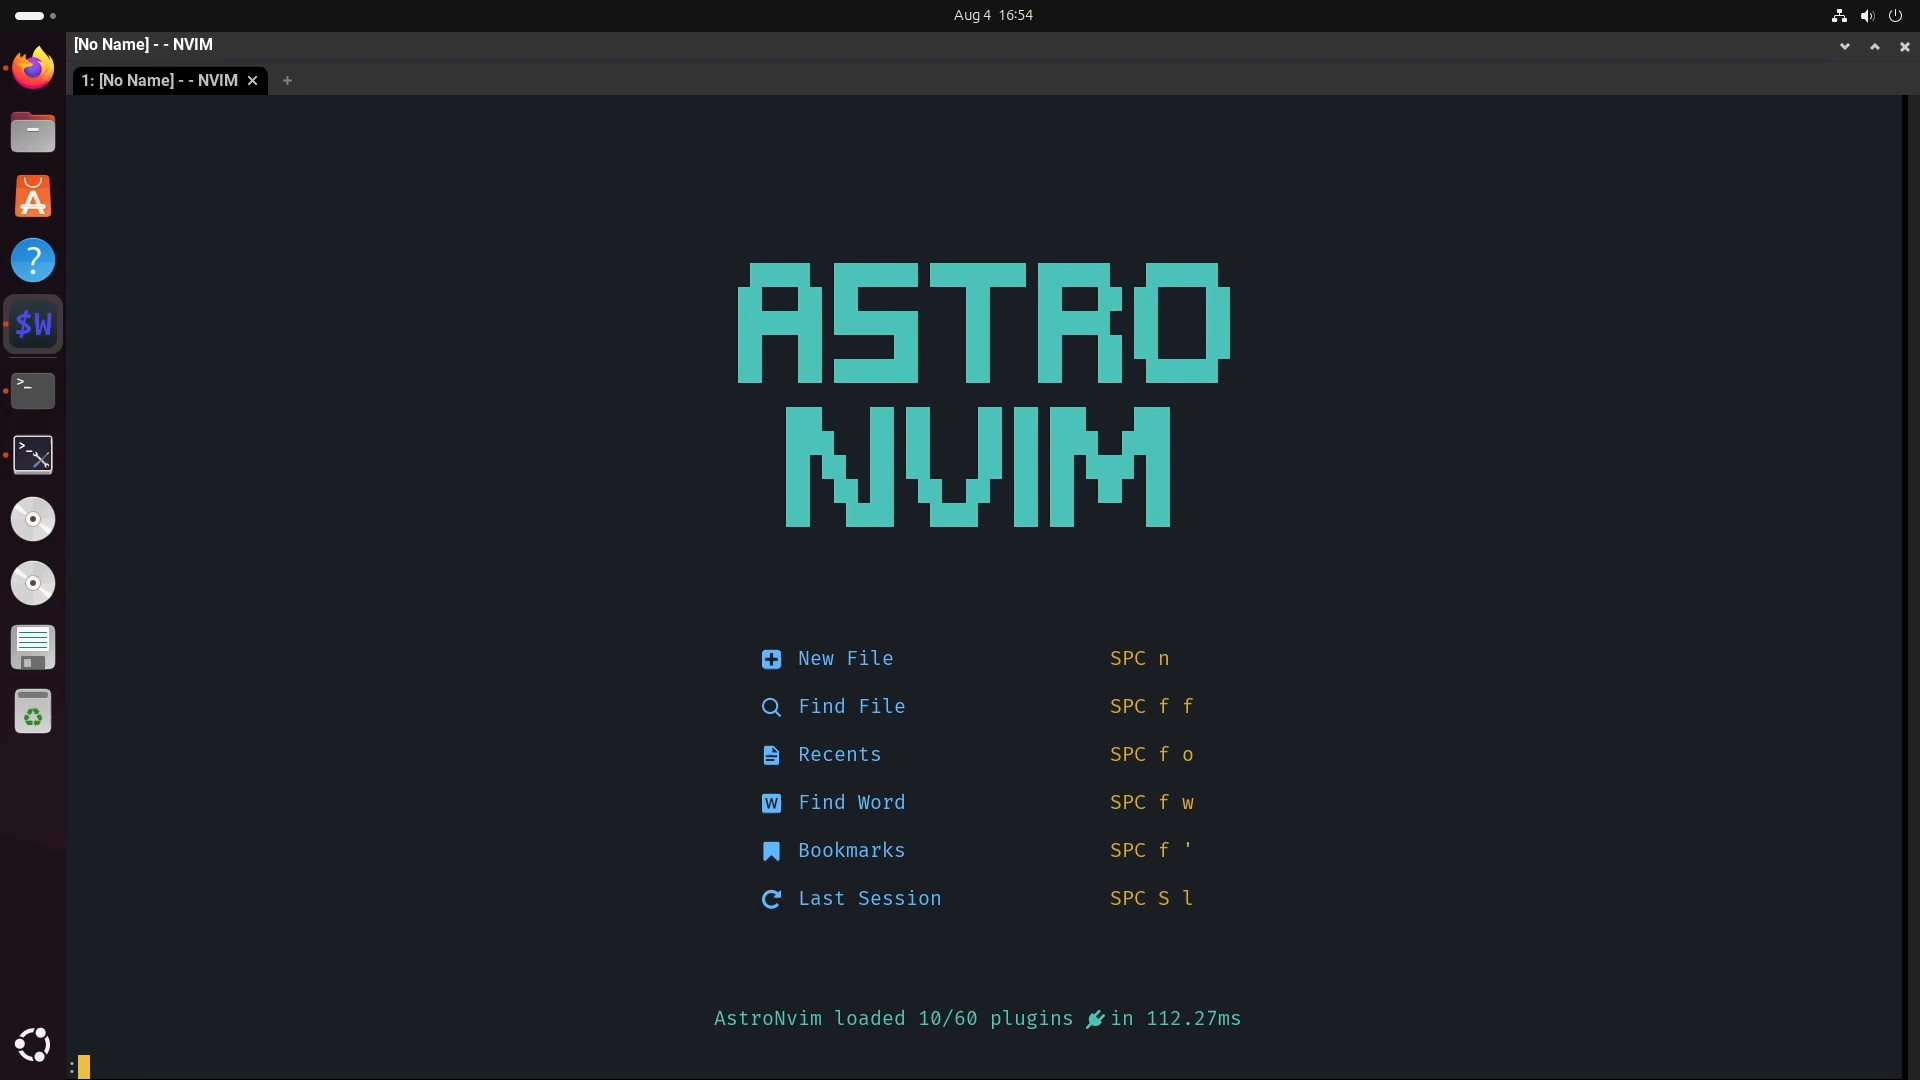 Aug 4 16:54
[No Name] - - NVIM
1: [No Name] - - NVIM
$W
>_
>_
ASTRO
NVIM
New File SPC n
Find File SPC f f
Recents SPC f o
W Find Word SPC f w
Bookmarks SPC f '
Last Session SPC S l
AstroNvim loaded 10/60 plugins in 112.27ms
: